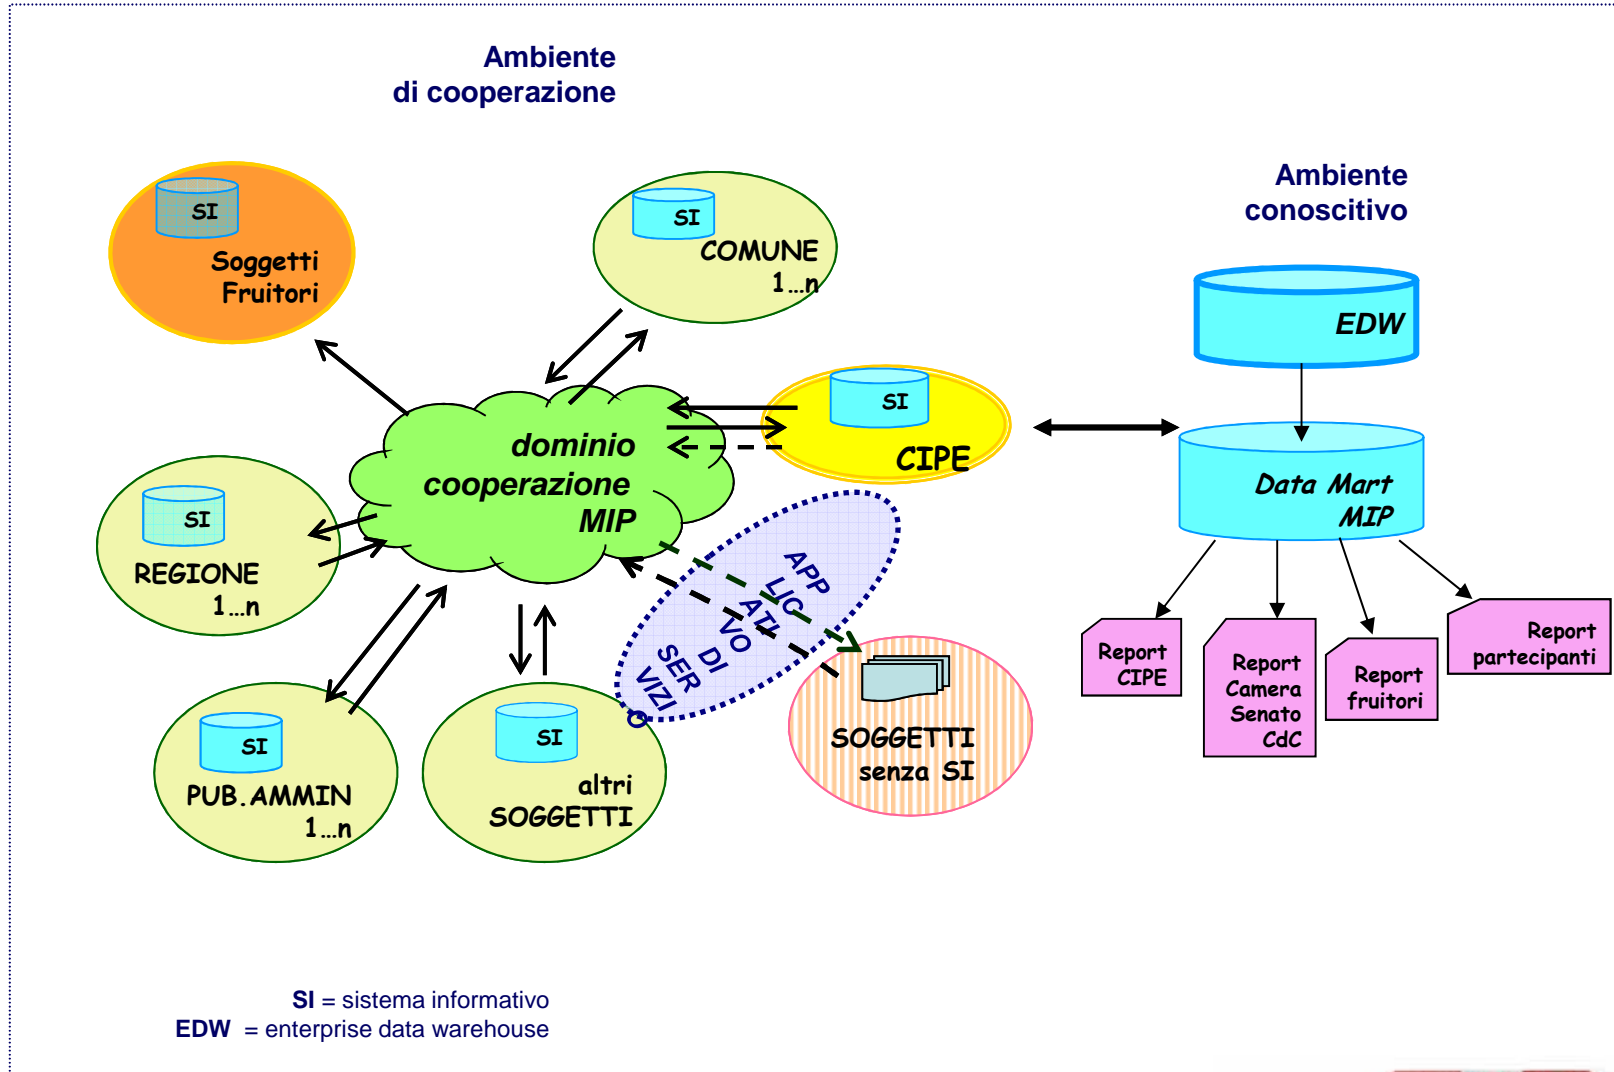 Ambiente
di cooperazione
Ambiente
conoscitivo
SI
Soggetti
Fruitori
SI
COMUNE
1...n
EDW
SI
CIPE
dominio
cooperazione
MIP
Data Mart
MIP
SI
REGIONE
1...n
APP
LIC
ATI
VO
DI
SER
VIZI
Report
CIPE
Report
Camera
Senato
CdC
Report
fruitori
Report
partecipanti
SI
PUB.AMMIN
1...n
SI
altri
SOGGETTI
SOGGETTI
senza SI
SI = sistema informativo
EDW = enterprise data warehouse